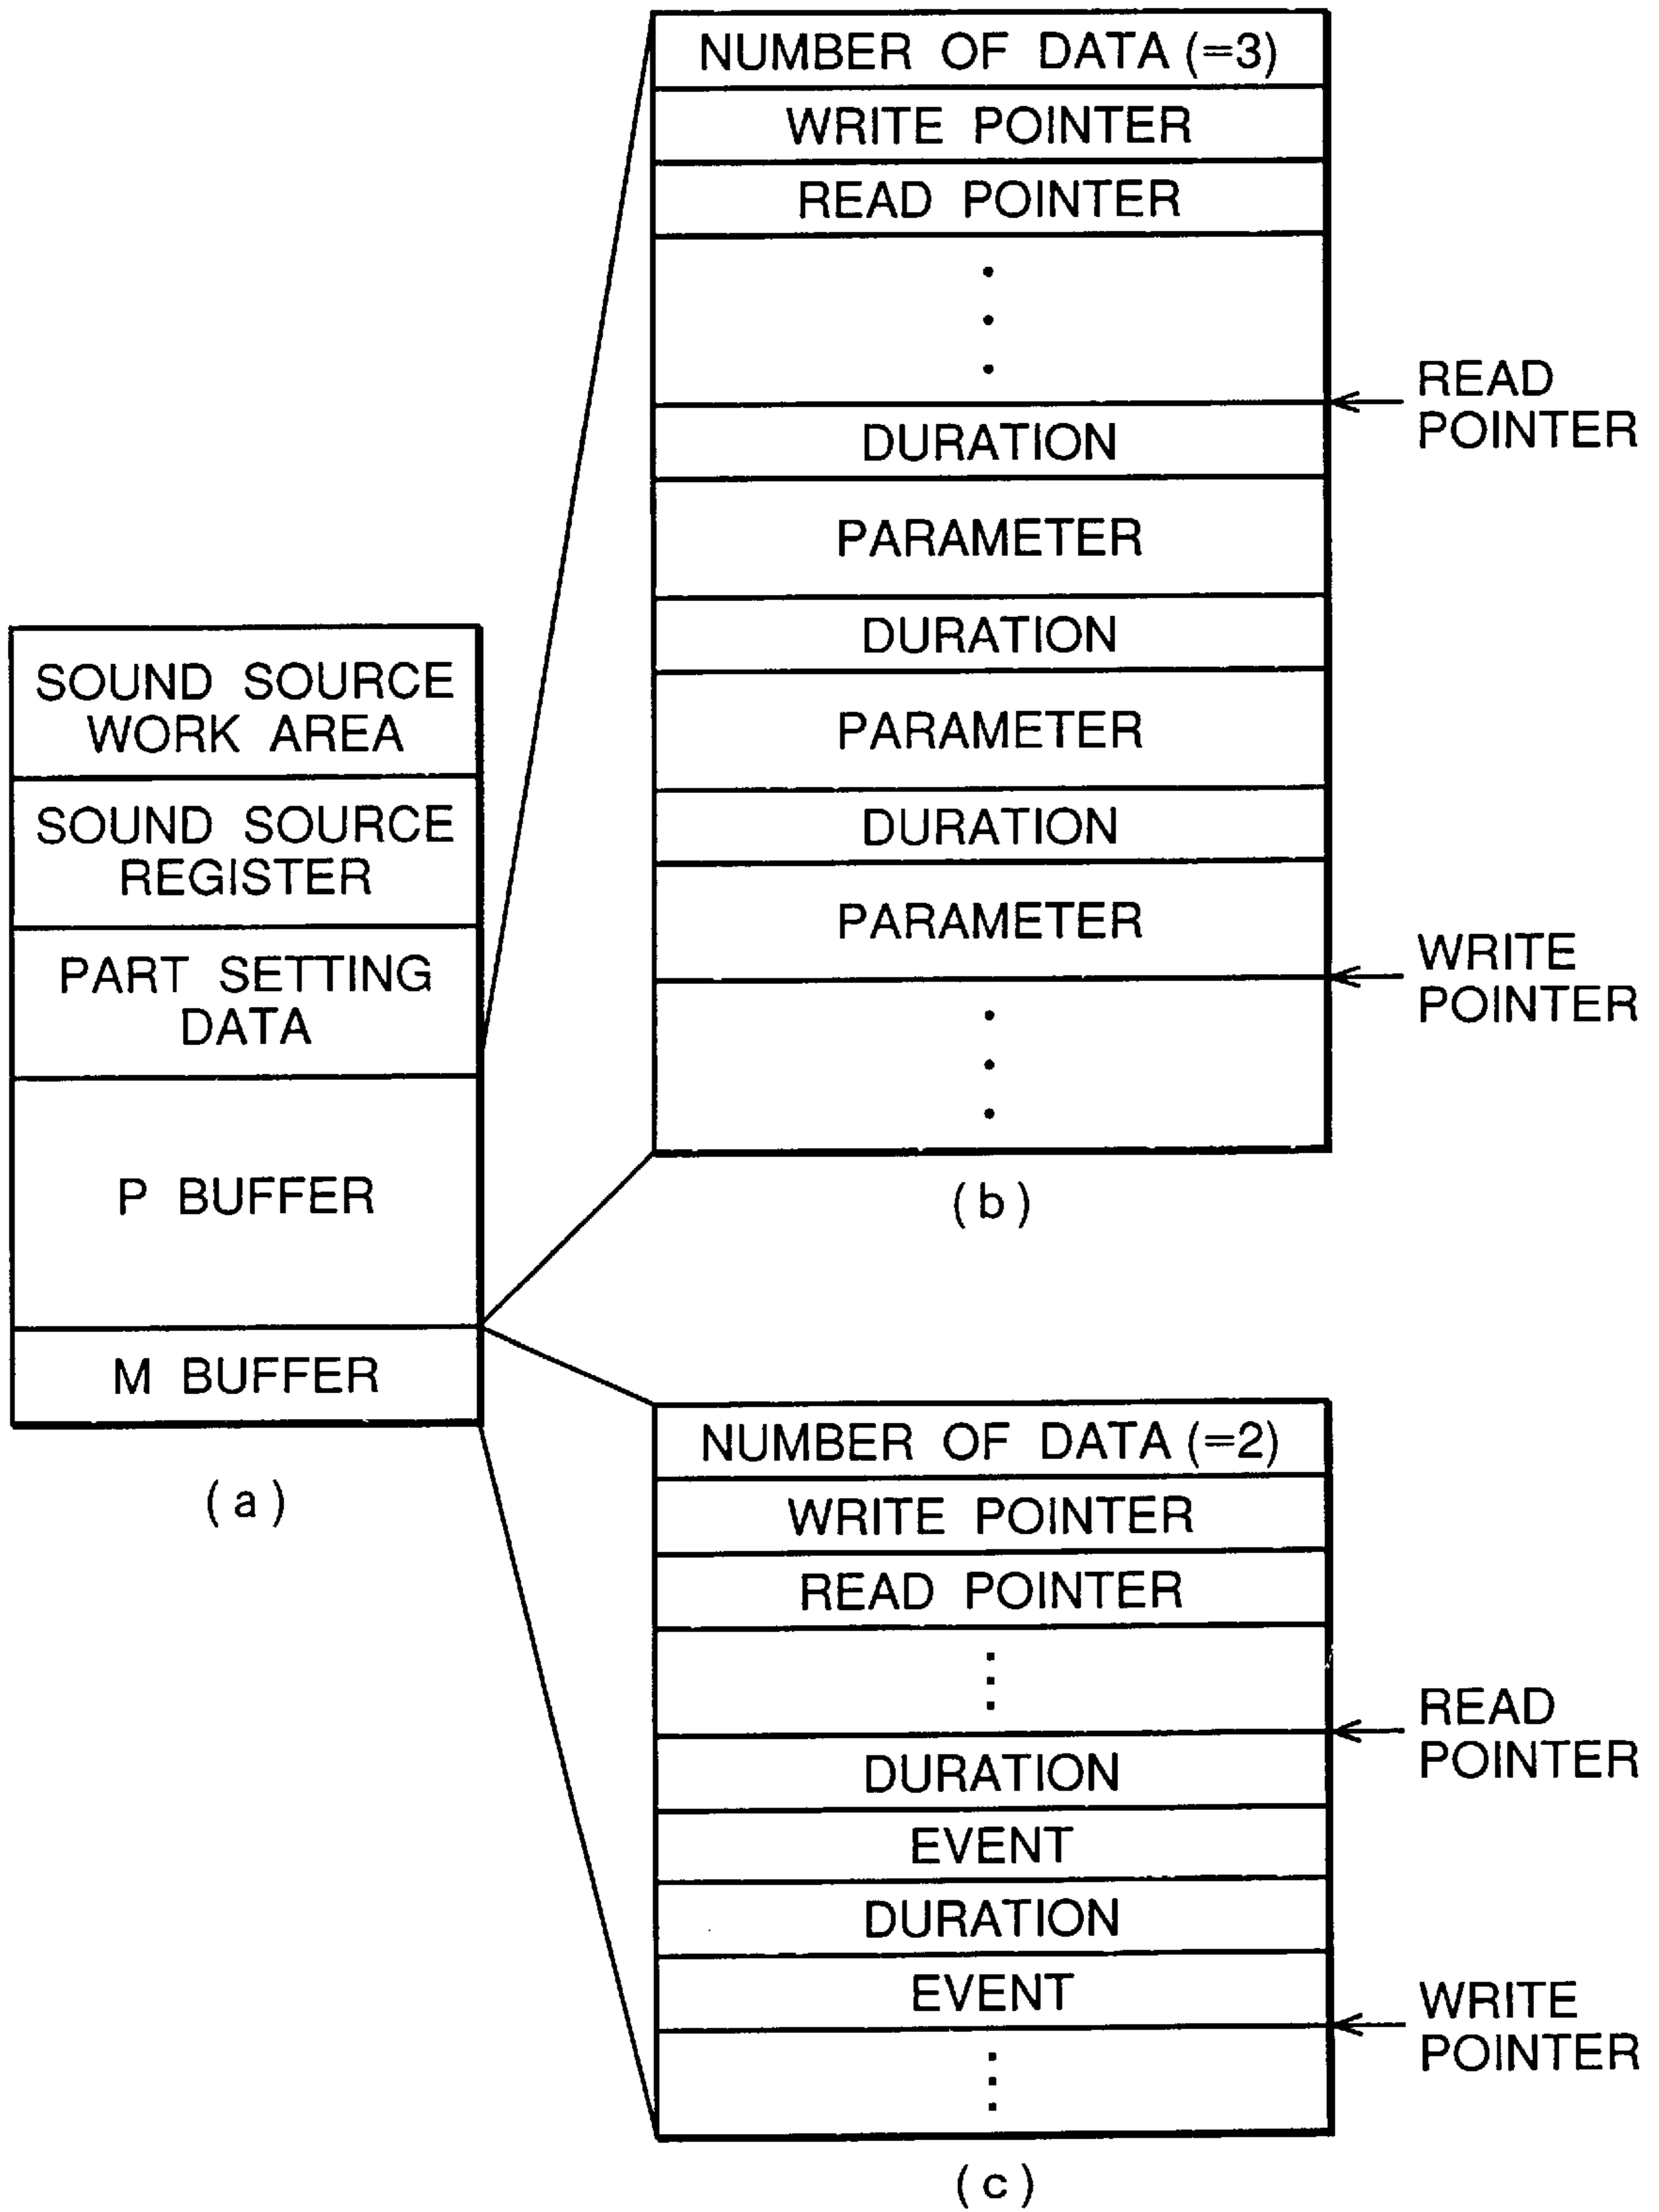 SOUND SOURCE
WORK AREA
SOUND SOURCE
REGISTER
PART SETTING
DATA
P BUFFER
M BUFFER
(a)
NUMBER OF DATA (=3)
WRITE POINTER
READ POINTER
READ
POINTER
DURATION
PARAMETER
DURATION
PARAMETER
DURATION
PARAMETER
WRITE
POINTER
(b)
NUMBER OF DATA (=2)
WRITE POINTER
READ POINTER
READ
POINTER
DURATION
EVENT
DURATION
EVENT
WRITE
POINTER
(c)